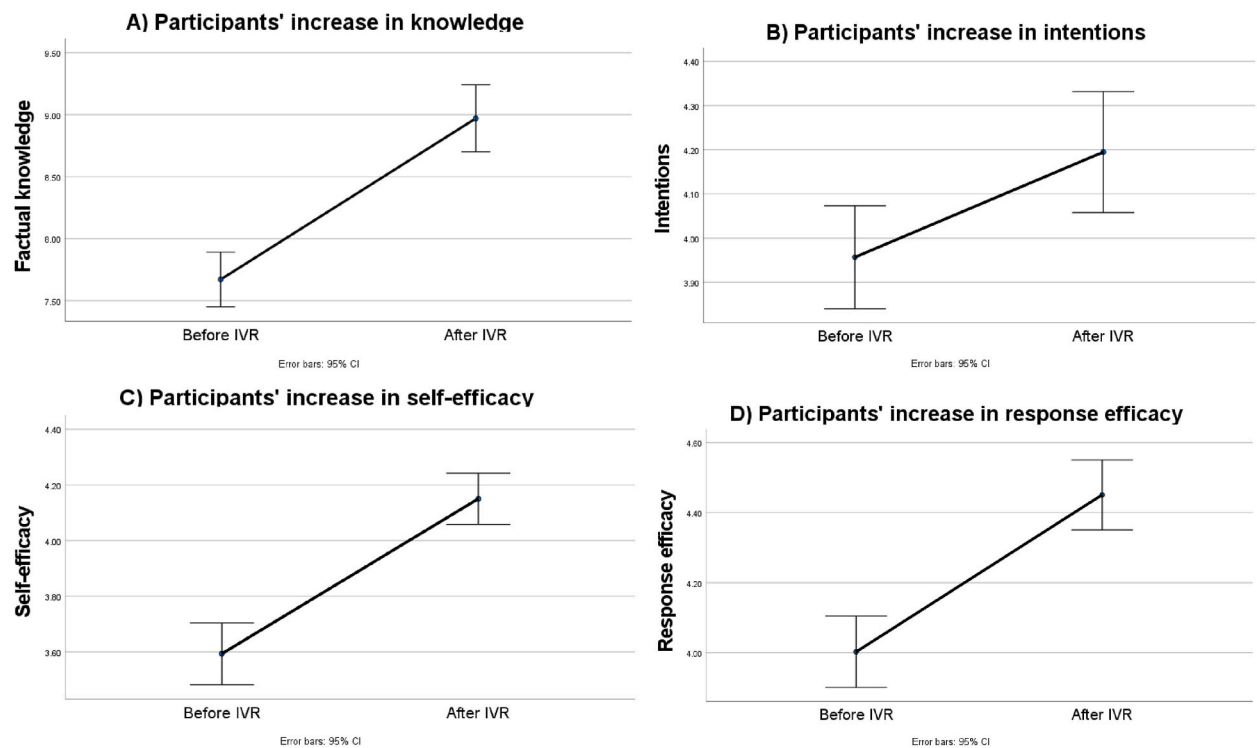 A) Participants' increase in knowledge
Factual knowledge
9.50
9.00
8.50
8.00
7.50
Before IVR
After IVR
Error bars: 95% CI
B) Participants' increase in intentions
Intentions
4.40
4.30
4.20
4.10
4.00
3.90
Before IVR
After IVR
Error bars: 95% CI
C) Participants' increase in self-efficacy
Self-efficacy
4.40
4.20
4.00
3.80
3.60
Before IVR
After IVR
Error bars: 95% CI
D) Participants' increase in response efficacy
Response efficacy
4.60
4.40
4.20
4.00
Before IVR
After IVR
Error bars: 95% CI